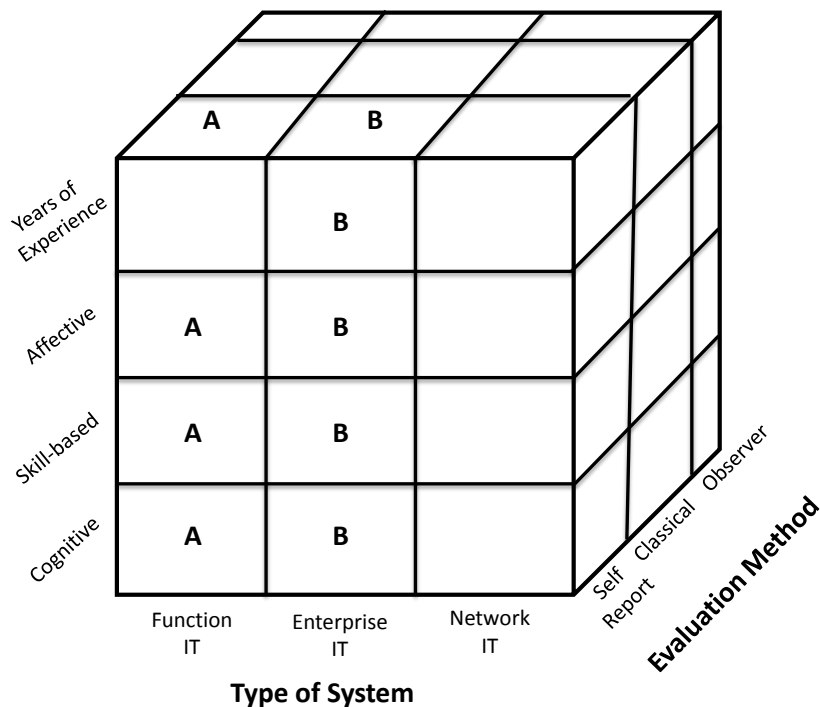 A
B
Years of
Experience
B
Affective
A
B
Skill-based
A
B
Cognitive
A
B
Function
IT
Enterprise
IT
Network
IT
Type of System
Self
Report
Classical
Observer
Evaluation Method